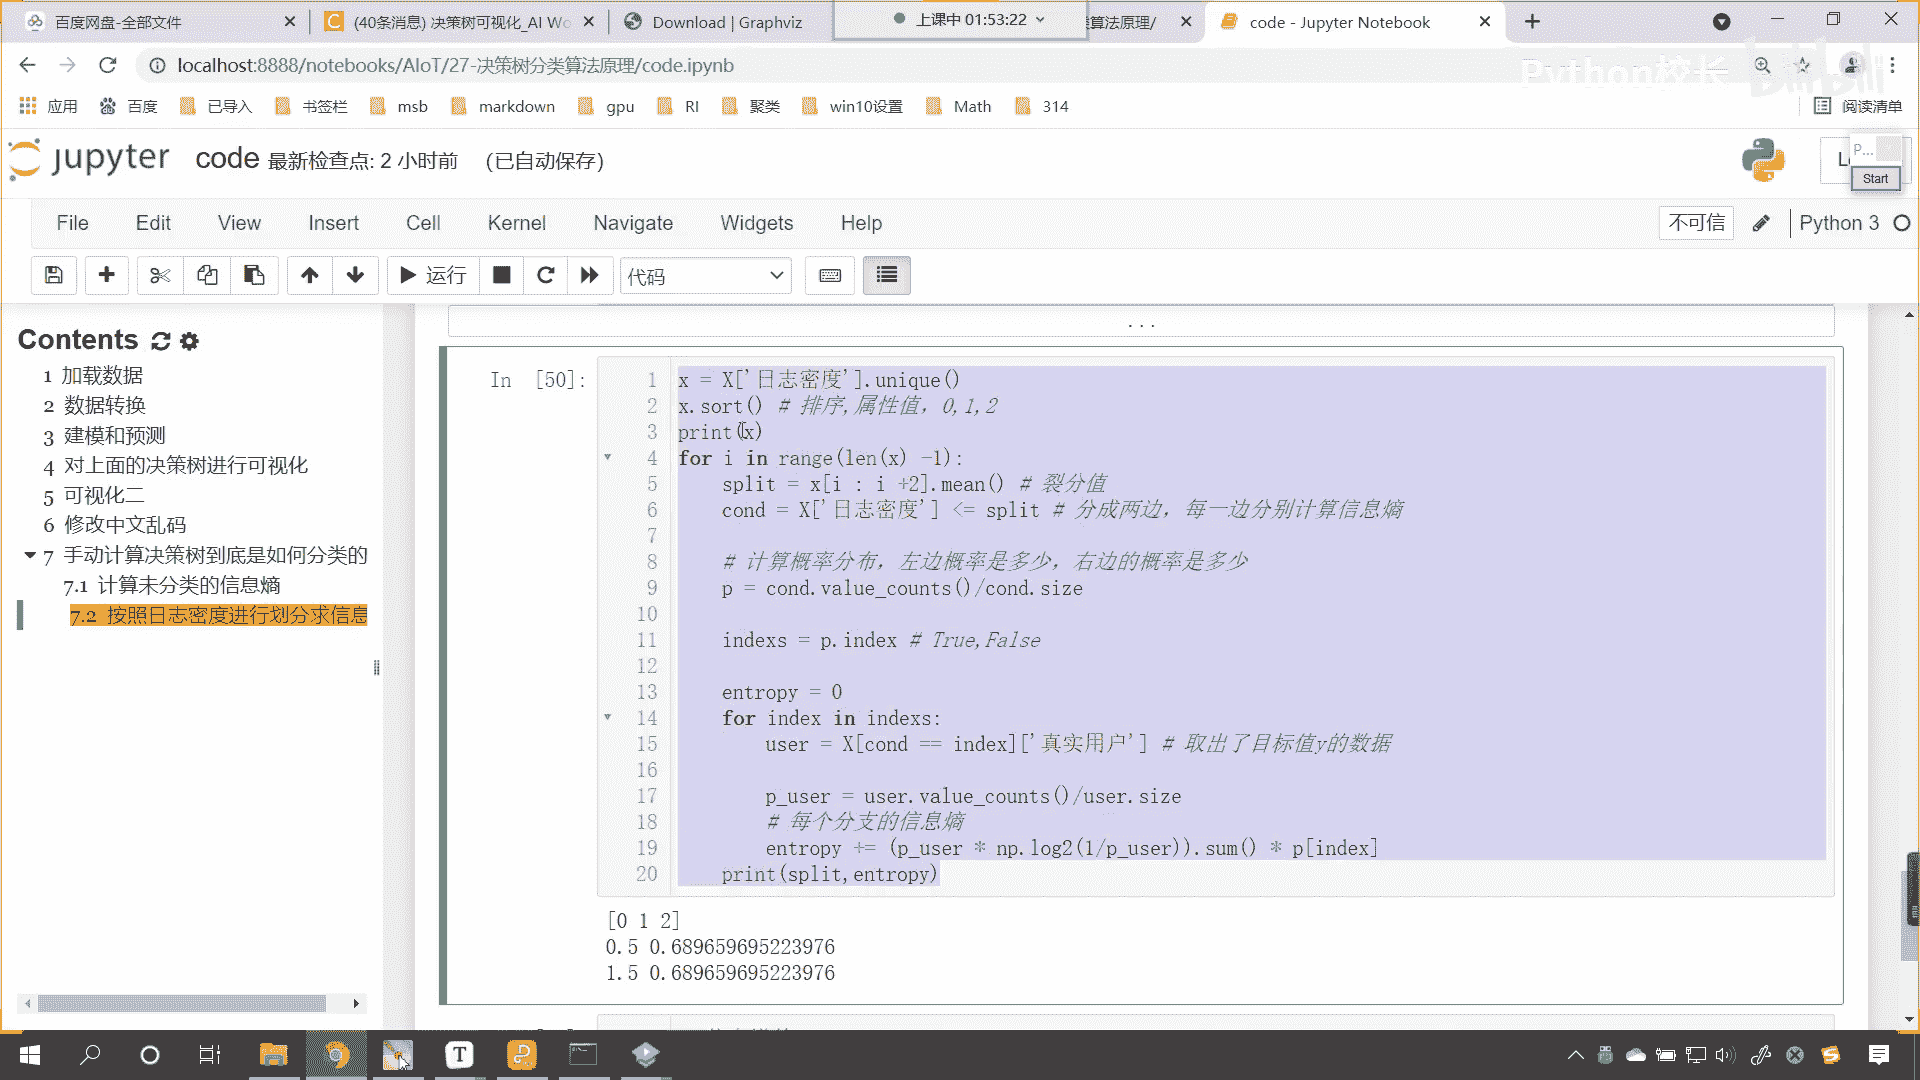 百度网盘-全部文件
(40条消息) 决策树可视化_AI Wo
Download | Graphviz
上课中 01:53:22
算法原理/
code - Jupyter Notebook
localhost:8888/notebooks/AIoT/27-决策树分类算法原理/code.ipynb
Python校长
bilibili
应用
百度
已导入
书签栏
msb
markdown
gpu
RI
聚类
win10设置
Math
314
阅读清单
jupyter
code 最新检查点: 2 小时前 (已自动保存)
P...
Start
File Edit View Insert Cell Kernel Navigate Widgets Help
不可信
Python 3
运行
代码
Contents
1 加载数据
2 数据转换
3 建模和预测
4 对上面的决策树进行可视化
5 可视化二
6 修改中文乱码
7 手动计算决策树到底是如何分类的
7.1 计算未分类的信息熵
7.2 按照日志密度进行划分求信息
...
In [50]:
1 x = X['日志密度'].unique()
2 x.sort() # 排序,属性值，0,1,2
3 print(x)
4 for i in range(len(x) -1):
5 split = x[i : i +2].mean() # 裂分值
6 cond = X['日志密度'] <= split # 分成两边，每一边分别计算信息熵
7
8 # 计算概率分布，左边概率是多少，右边的概率是多少
9 p = cond.value_counts()/cond.size
10
11 indexs = p.index # True,False
12
13 entropy = 0
14 for index in indexs:
15 user = X[cond == index]['真实用户'] # 取出了目标值y的数据
16
17 p_user = user.value_counts()/user.size
18 # 每个分支的信息熵
19 entropy += (p_user * np.log2(1/p_user)).sum() * p[index]
20 print(split,entropy)
[0 1 2]
0.5 0.689659695223976
1.5 0.689659695223976